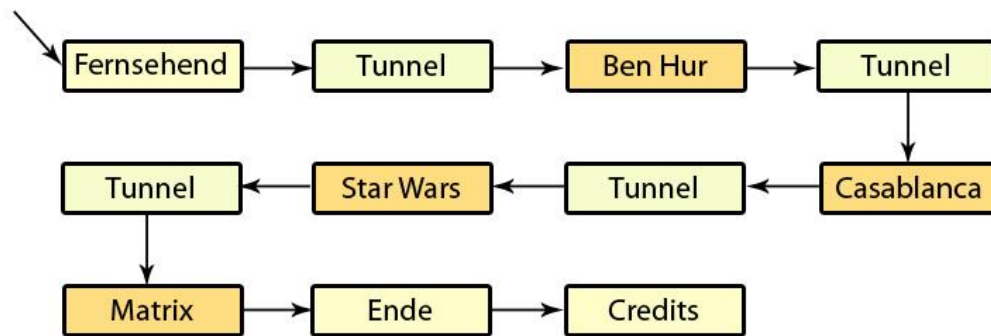 Fernsehend
Tunnel
Ben Hur
Tunnel
Casablanca
Tunnel
Star Wars
Tunnel
Matrix
Ende
Credits